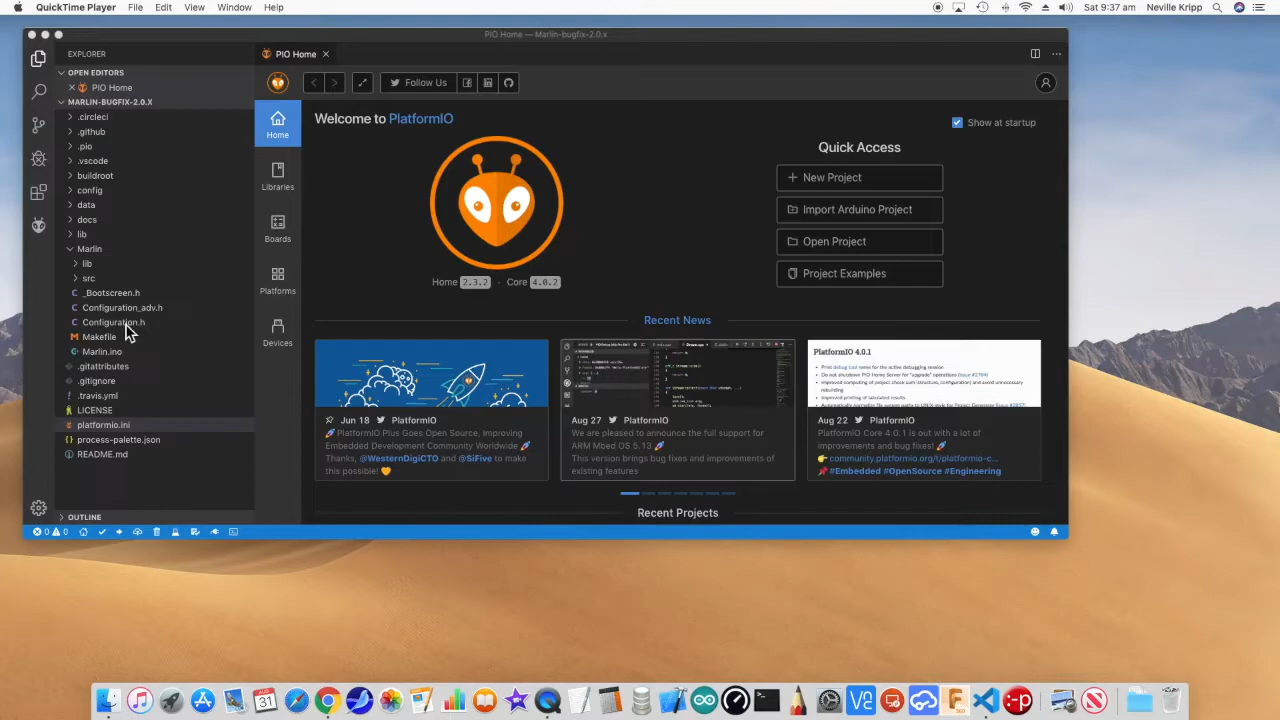 QuickTime Player File Edit View Window Help
Sat 9:37 am Neville Kripp
PIO Home — Marlin-bugfix-2.0.x
EXPLORER
OPEN EDITORS
PIO Home
MARLIN-BUGFIX-2.0.X
.circleci
.github
.pio
.vscode
buildroot
config
data
docs
lib
Marlin
lib
src
_Bootscreen.h
Configuration_adv.h
Configuration.h
Makefile
Marlin.ino
.gitattributes
.gitignore
.travis.yml
LICENSE
platformio.ini
process-palette.json
README.md
OUTLINE
0 0
PIO Home
Follow Us
Home
Libraries
Boards
Platforms
Devices
Welcome to PlatformIO
Show at startup
Home 2.3.2 · Core 4.0.2
Quick Access
New Project
Import Arduino Project
Open Project
Project Examples
Recent News
Jun 18 PlatformIO
PlatformIO Plus Goes Open Source, Improving
Embedded Development Community Worldwide
Thanks, @WesternDigiCTO and @SiFive to make
this possible!
Aug 27 PlatformIO
We are pleased to announce the full support for
ARM Mbed OS 5.13
This version brings bug fixes and improvements of
existing features
PlatformIO 4.0.1
Aug 22 PlatformIO
PlatformIO Core 4.0.1 is out with a lot of
improvements and bug fixes!
community.platformio.org/t/platformio-c...
#Embedded #OpenSource #Engineering
Recent Projects
AUG
31